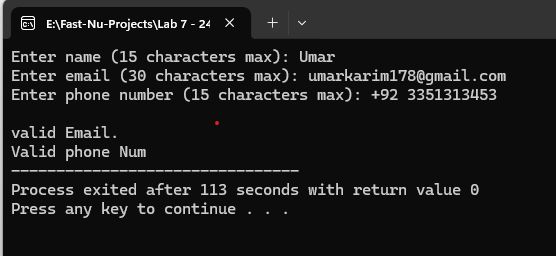 E:\Fast-Nu-Projects\Lab 7 - 24
Enter name (15 characters max): Umar
Enter email (30 characters max): umarkarim178@gmail.com
Enter phone number (15 characters max): +92 3351313453
valid Email.
Valid phone Num
--------------------------------
Process exited after 113 seconds with return value 0
Press any key to continue . . .